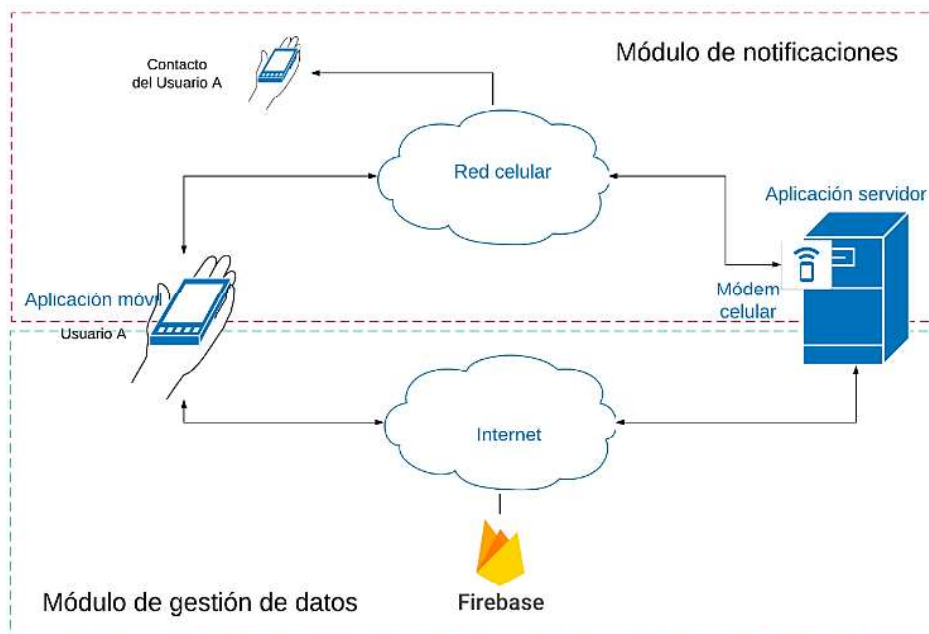 Módulo de notificaciones
Contacto
del Usuario A
Red celular
Aplicación servidor
Módem
celular
Aplicación móvil
Usuario A
Internet
Firebase
Módulo de gestión de datos